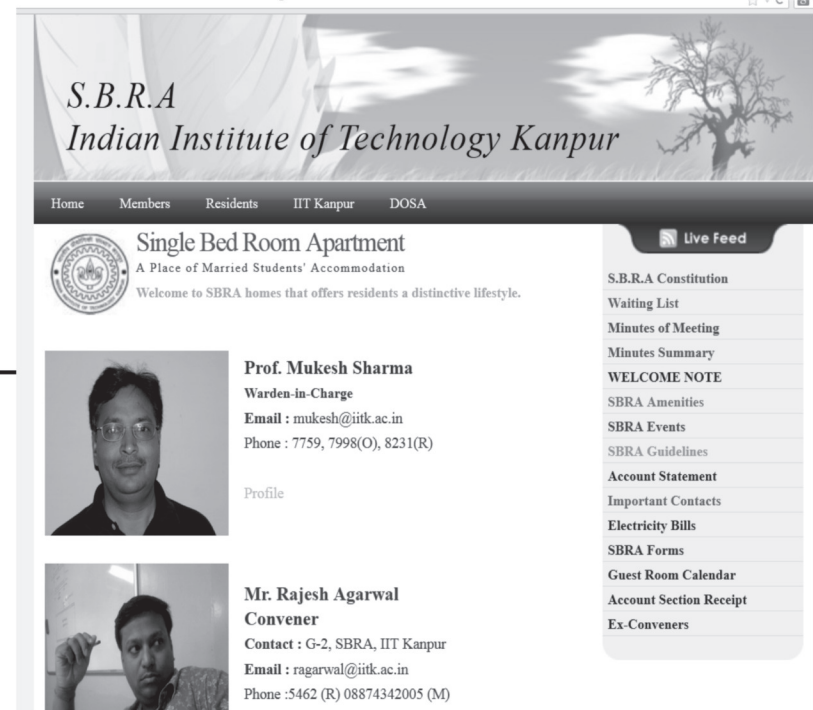 S.B.R.A
Indian Institute of Technology Kanpur
Home Members Residents IIT Kanpur DOSA
Single Bed Room Apartment
A Place of Married Students' Accommodation
Welcome to SBRA homes that offers residents a distinctive lifestyle.
Prof. Mukesh Sharma
Warden-in-Charge
Email : mukesh@iitk.ac.in
Phone : 7759, 7998(O), 8231(R)
Profile
Mr. Rajesh Agarwal
Convener
Contact : G-2, SBRA, IIT Kanpur
Email : ragarwal@iitk.ac.in
Phone :5462 (R) 08874342005 (M)
Live Feed
S.B.R.A Constitution
Waiting List
Minutes of Meeting
Minutes Summary
WELCOME NOTE
SBRA Amenities
SBRA Events
SBRA Guidelines
Account Statement
Important Contacts
Electricity Bills
SBRA Forms
Guest Room Calendar
Account Section Receipt
Ex-Conveners